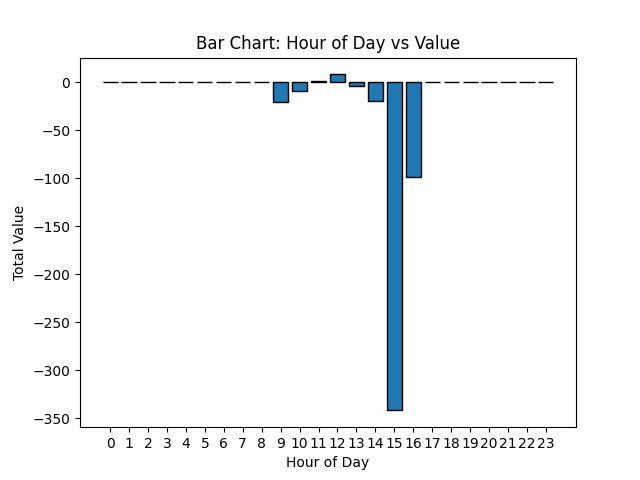 Bar Chart: Hour of Day vs Value
0
−50
−100
−150
−200
−250
−300
−350
Total Value
0 1 2 3 4 5 6 7 8 9 10 11 12 13 14 15 16 17 18 19 20 21 22 23
Hour of Day